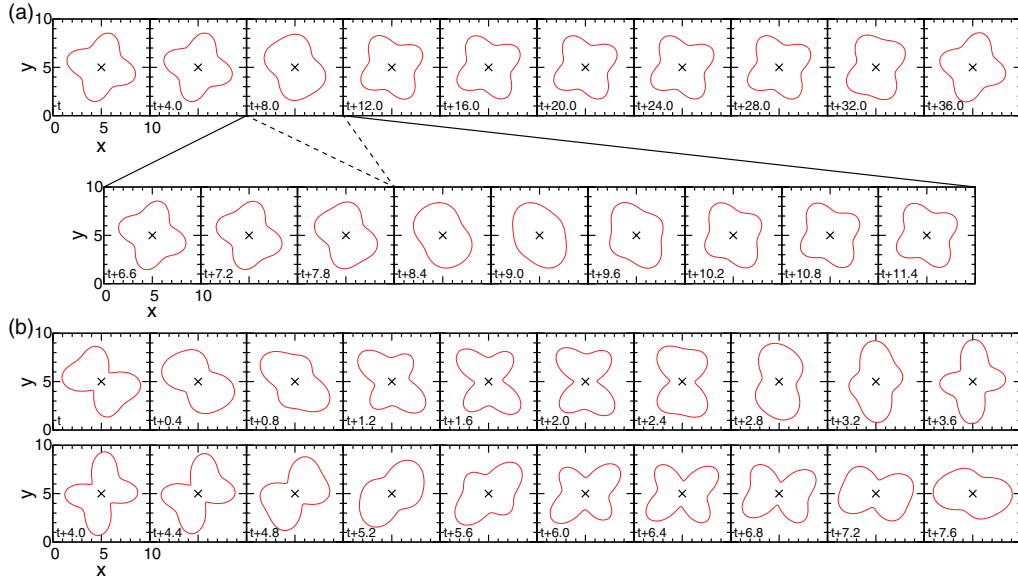 (a)
10
y
5
0
t
t+4.0
t+8.0
t+12.0
t+16.0
t+20.0
t+24.0
t+28.0
t+32.0
t+36.0
0 5 10
x
10
y
5
0
t+6.6
t+7.2
t+7.8
t+8.4
t+9.0
t+9.6
t+10.2
t+10.8
t+11.4
0 5 10
x
(b)
10
y
5
0
t
t+0.4
t+0.8
t+1.2
t+1.6
t+2.0
t+2.4
t+2.8
t+3.2
t+3.6
10
y
5
0
t+4.0
t+4.4
t+4.8
t+5.2
t+5.6
t+6.0
t+6.4
t+6.8
t+7.2
t+7.6
0 5 10
x